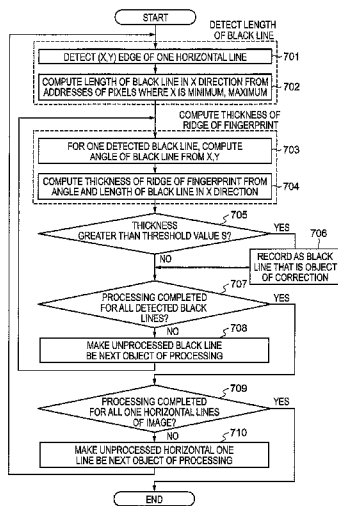 START
DETECT LENGTH
OF BLACK LINE
DETECT (X,Y) EDGE OF ONE HORIZONTAL LINE
701
COMPUTE LENGTH OF BLACK LINE IN X DIRECTION FROM
ADDRESSES OF PIXELS WHERE X IS MINIMUM, MAXIMUM
702
COMPUTE THICKNESS OF
RIDGE OF FINGERPRINT
FOR ONE DETECTED BLACK LINE, COMPUTE
ANGLE OF BLACK LINE FROM X,Y
703
COMPUTE THICKNESS OF RIDGE OF FINGERPRINT FROM
ANGLE AND LENGTH OF BLACK LINE IN X DIRECTION
704
705
THICKNESS
GREATER THAN THRESHOLD VALUE S?
YES
706
NO
RECORD AS BLACK
LINE THAT IS OBJECT
OF CORRECTION
707
PROCESSING COMPLETED
FOR ALL DETECTED BLACK
LINES?
YES
NO
708
MAKE UNPROCESSED BLACK LINE
BE NEXT OBJECT OF PROCESSING
709
PROCESSING COMPLETED
FOR ALL ONE HORIZONTAL LINES
OF IMAGE?
YES
NO
710
MAKE UNPROCESSED HORIZONTAL ONE
LINE BE NEXT OBJECT OF PROCESSING
END